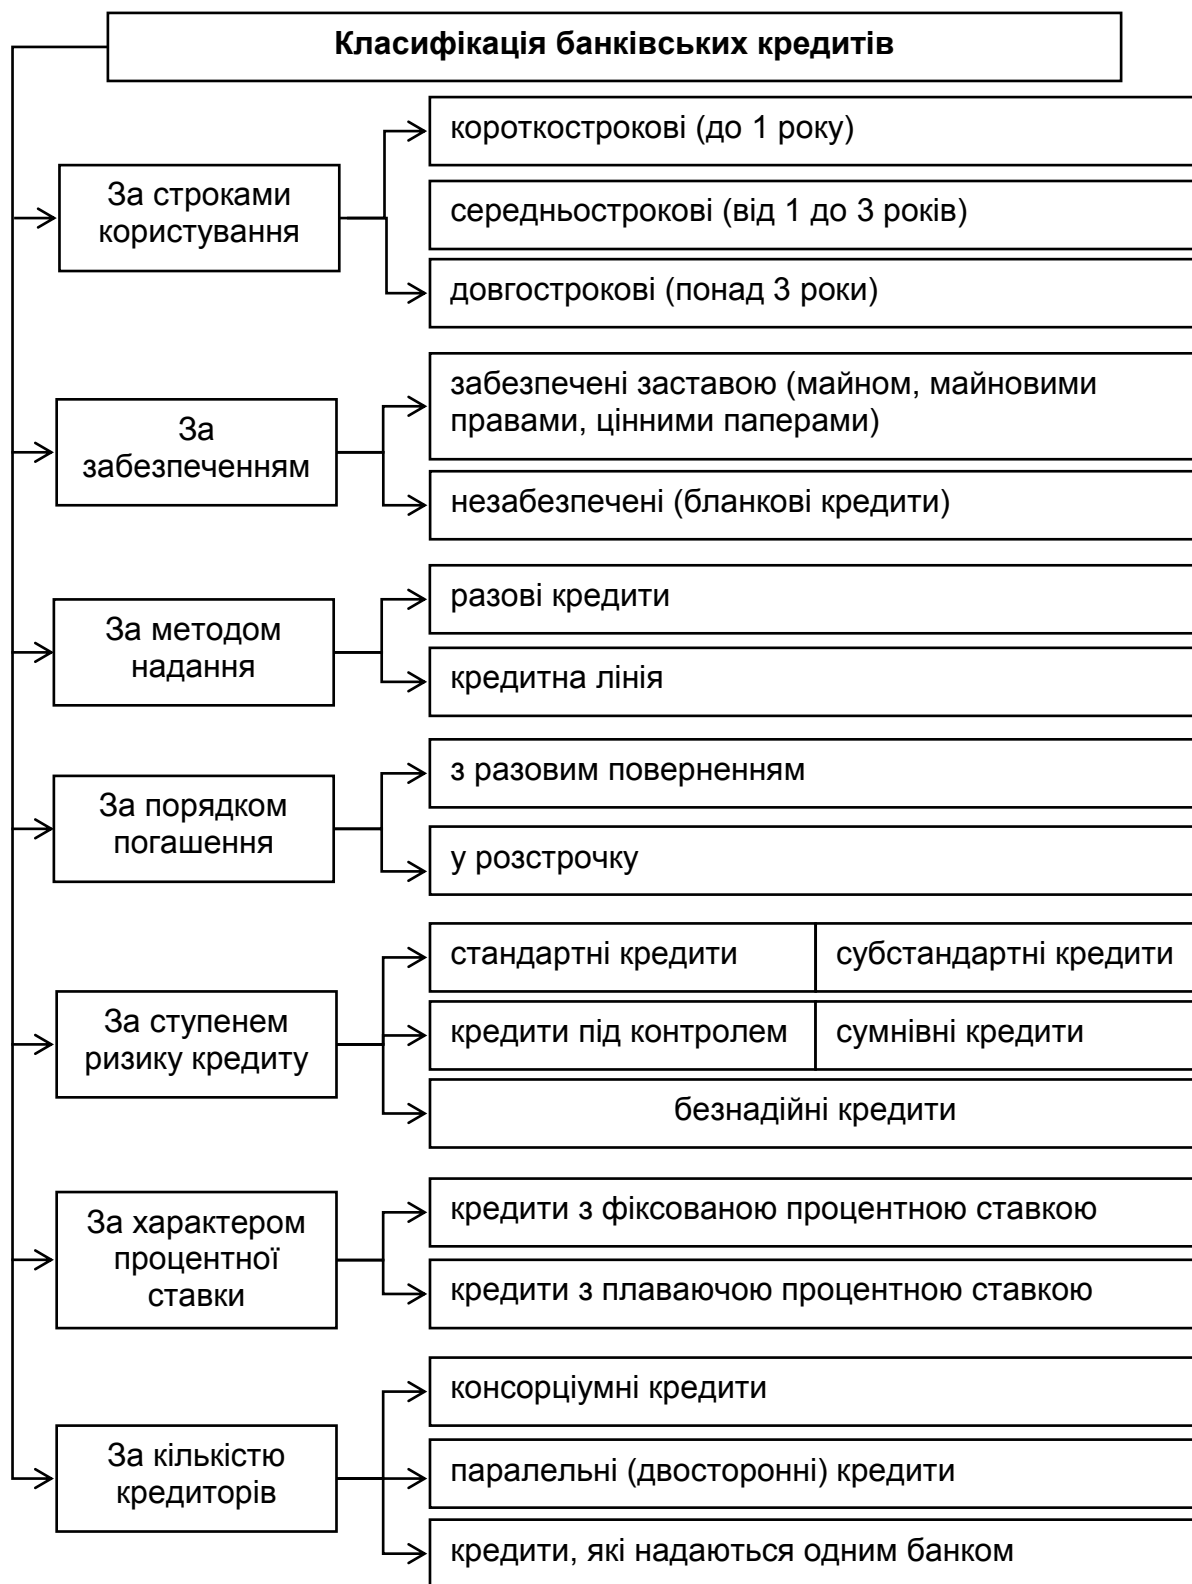 Класифікація банківських кредитів
За строками
користування
короткострокові (до 1 року)
середньострокові (від 1 до 3 років)
довгострокові (понад 3 роки)
За
забезпеченням
забезпечені заставою (майном, майновими
правами, цінними паперами)
незабезпечені (бланкові кредити)
За методом
надання
разові кредити
кредитна лінія
За порядком
погашення
з разовим поверненням
у розстрочку
За ступенем
ризику кредиту
стандартні кредити
субстандартні кредити
кредити під контролем
сумнівні кредити
безнадійні кредити
За характером
процентної
ставки
кредити з фіксованою процентною ставкою
кредити з плаваючою процентною ставкою
За кількістю
кредиторів
консорціумні кредити
паралельні (двосторонні) кредити
кредити, які надаються одним банком